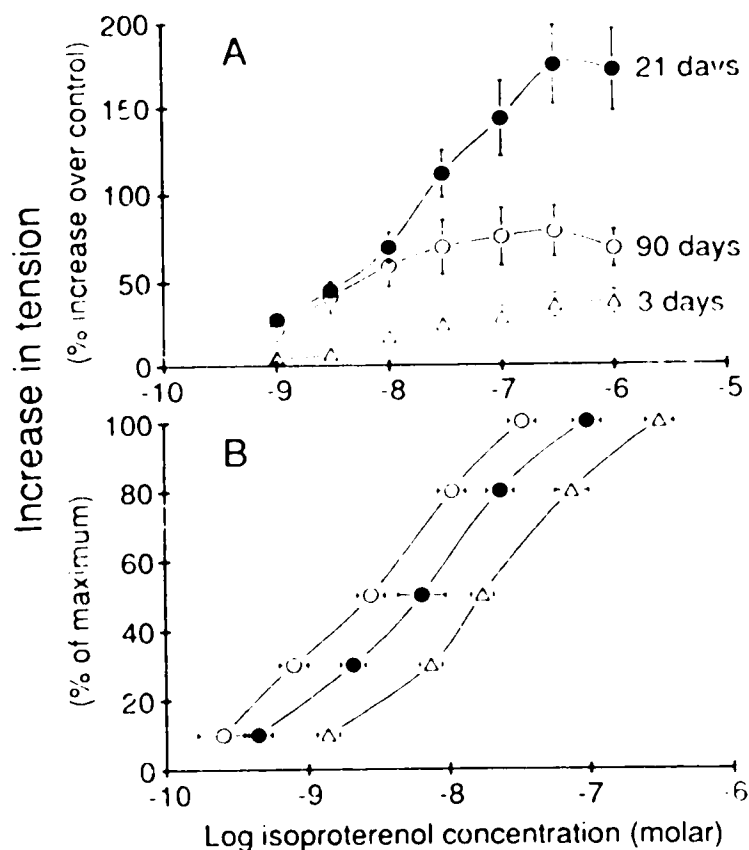 A
200
150
100
50
0
-10
-9
-8
-7
-6
-5
21 days
90 days
3 days
Increase in tension
(% increase over control)
B
100
80
60
40
20
0
-10
-9
-8
-7
-6
(% of maximum)
Log isoproterenol concentration (molar)